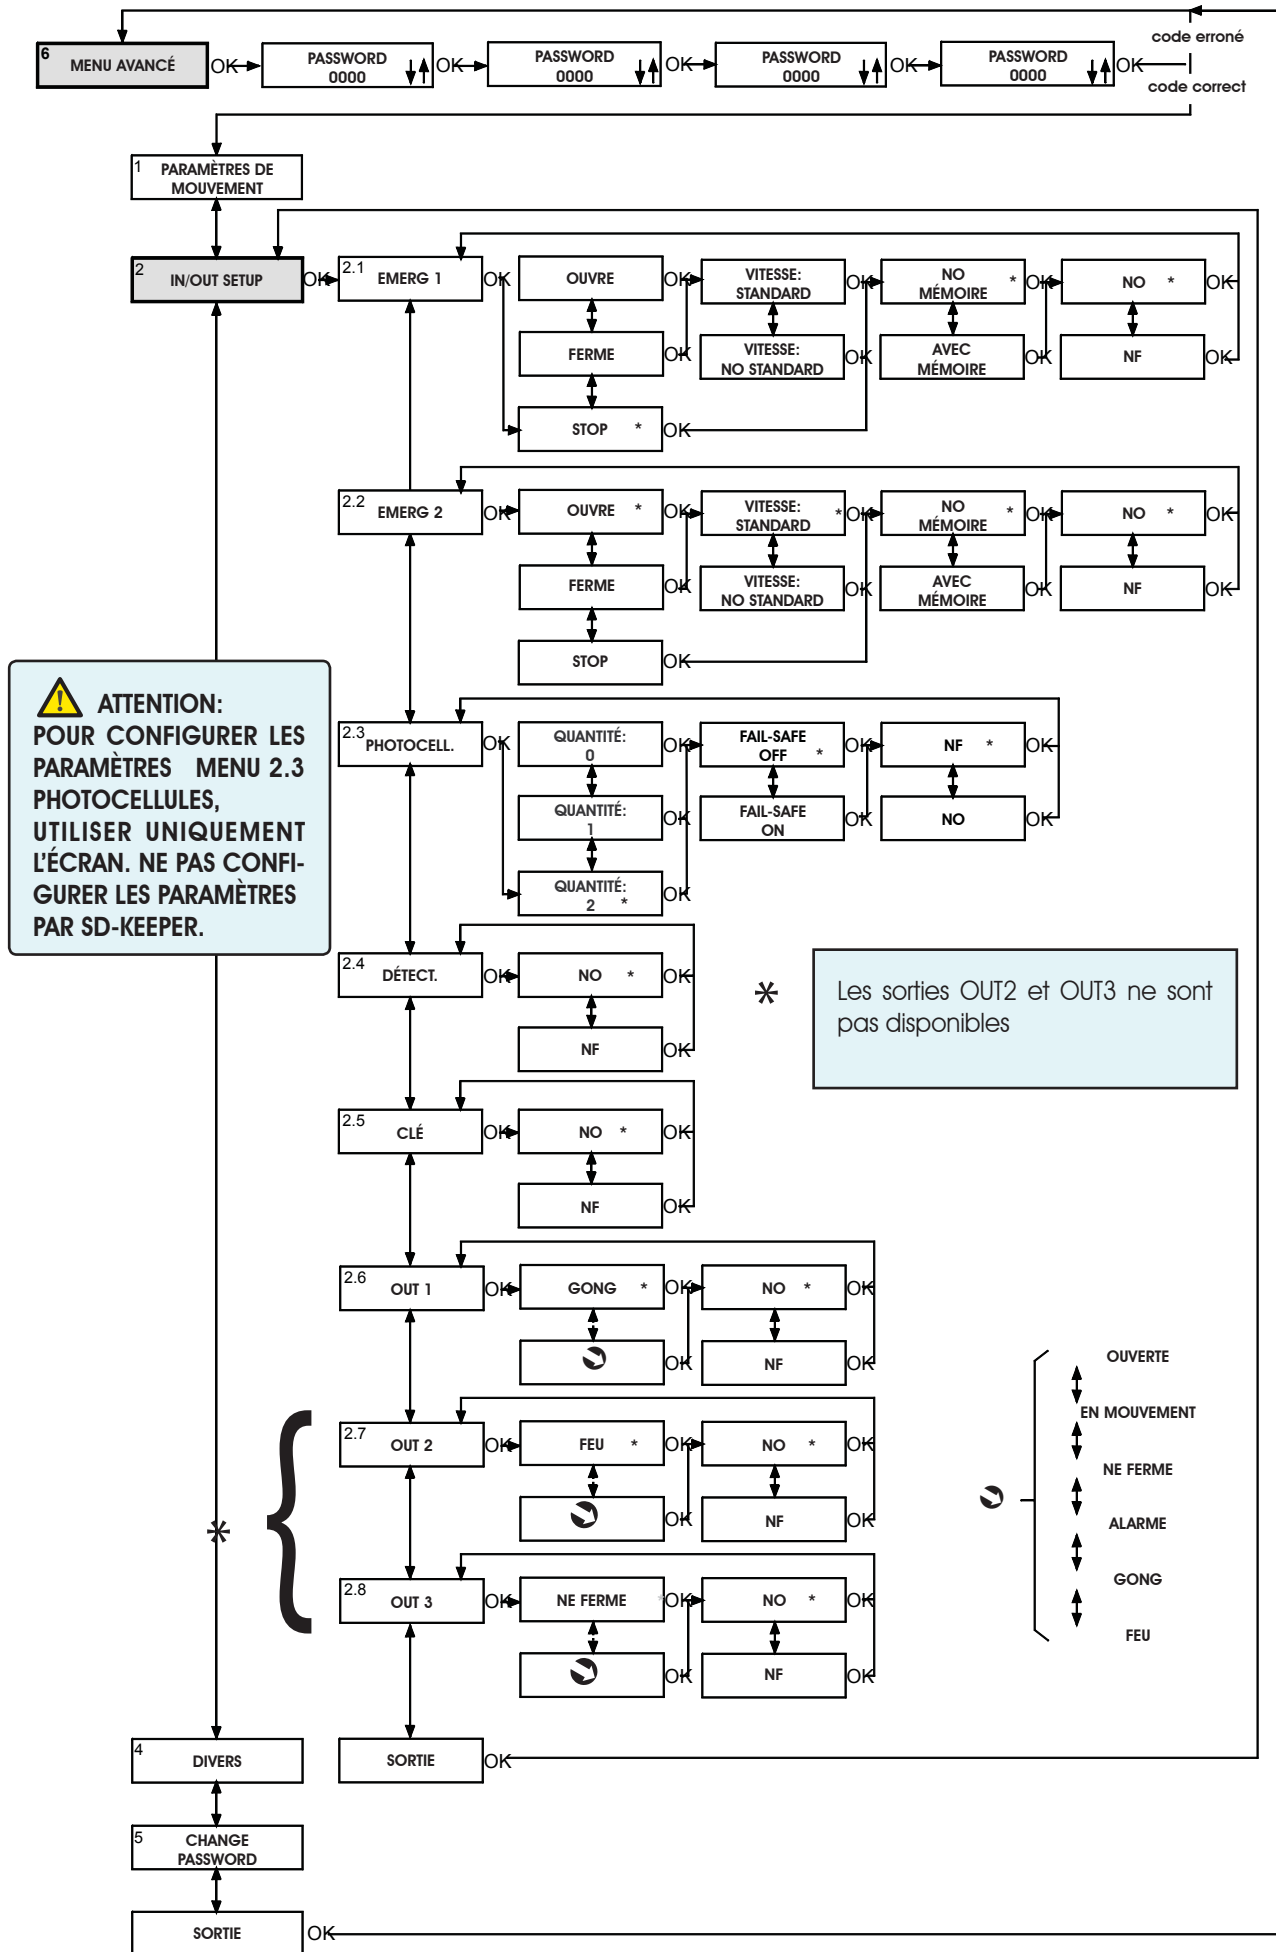 code erroné
6
MENU AVANCÉ
OK
PASSWORD
0000
OK
PASSWORD
0000
OK
PASSWORD
0000
OK
PASSWORD
0000
OK
code correct
1
PARAMÈTRES DE
MOUVEMENT
2
IN/OUT SETUP
OK
2.1
EMERG 1
OK
OUVRE
OK
VITESSE:
STANDARD
OK
NO
MÉMOIRE *
OK
NO *
OK
FERME
OK
VITESSE:
NO STANDARD
OK
AVEC
MÉMOIRE
OK
NF
OK
STOP *
OK
2.2
EMERG 2
OK
OUVRE *
OK
VITESSE:
STANDARD *
OK
NO
MÉMOIRE *
OK
NO *
OK
FERME
OK
VITESSE:
NO STANDARD
OK
AVEC
MÉMOIRE
OK
NF
OK
STOP
OK
ATTENTION:
POUR CONFIGURER LES
PARAMÈTRES MENU 2.3
PHOTOCELLULES,
UTILISER UNIQUEMENT
L'ÉCRAN. NE PAS CONFI-
GURER LES PARAMÈTRES
PAR SD-KEEPER.
2.3
PHOTOCELL.
OK
QUANTITÉ:
0
OK
FAIL-SAFE
OFF *
OK
NF *
OK
QUANTITÉ:
1
OK
FAIL-SAFE
ON
OK
NO
OK
QUANTITÉ:
2 *
OK
2.4
DÉTECT.
OK
NO *
OK
NF
OK
*
Les sorties OUT2 et OUT3 ne sont
pas disponibles
2.5
CLÉ
OK
NO *
OK
NF
OK
2.6
OUT 1
OK
GONG *
OK
NO *
OK
OK
NF
OK
2.7
OUT 2
OK
FEU *
OK
NO *
OK
OK
NF
OK
*
2.8
OUT 3
OK
NE FERME *
OK
NO *
OK
OK
NF
OK
OUVERTE
EN MOUVEMENT
NE FERME
ALARME
GONG
FEU
SORTIE
OK
4
DIVERS
5
CHANGE
PASSWORD
SORTIE
OK